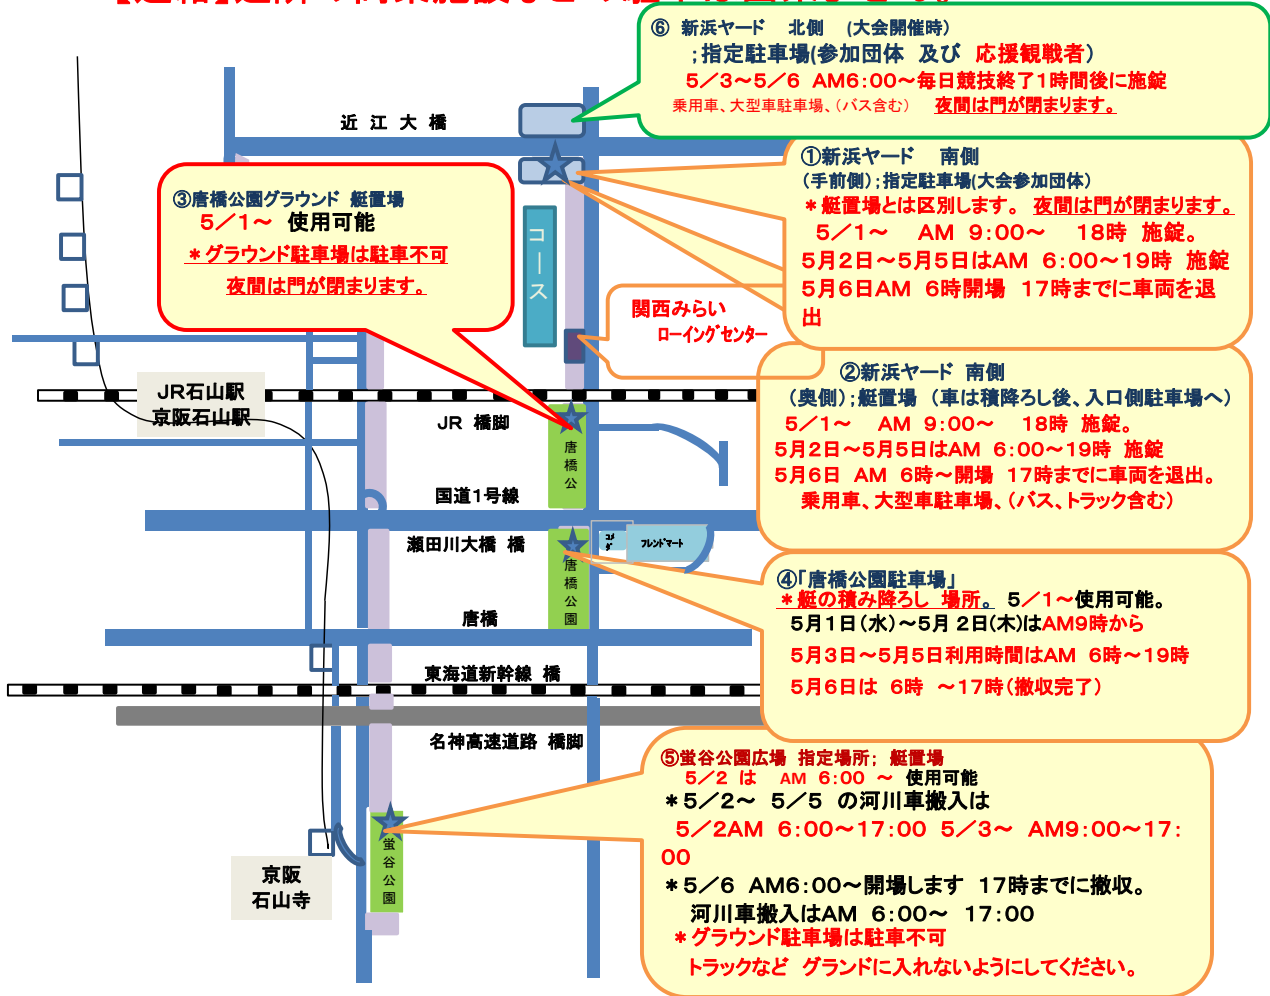 ⑥ 新浜ヤード 北側 (大会開催時)
;指定駐車場(参加団体 及び 応援観戦者)
5/3~5/6 AM6:00~毎日競技終了1時間後に施錠
乗用車、大型車駐車場、(バス含む) 夜間は門が閉まります。
近 江 大 橋
①新浜ヤード 南側
(手前側);指定駐車場(大会参加団体)
*艇置場とは区別します。 夜間は門が閉まります。
5/1~ AM 9:00~ 18時 施錠。
5月2日~5月5日はAM 6:00~19時 施錠
5月6日AM 6時開場 17時までに車両を退
出
③唐橋公園グラウンド 艇置場
5/1~ 使用可能
*グラウンド駐車場は駐車不可
夜間は門が閉まります。
コース
関西みらい
ローイングセンター
②新浜ヤード 南側
(奥側);艇置場 (車は積降ろし後、入口側駐車場へ)
5/1~ AM 9:00~ 18時 施錠。
5月2日~5月5日はAM 6:00~19時 施錠
5月6日 AM 6時~開場 17時までに車両を退出。
乗用車、大型車駐車場、(バス、トラック含む)
JR石山駅
京阪石山駅
JR 橋脚
唐橋公
国道1号線
瀬田川大橋 橋
コメダ
フレンドマート
唐橋公園
唐橋
④「唐橋公園駐車場」
*艇の積み降ろし 場所。 5/1~使用可能。
5月1日(水)~5月 2日(木)はAM9時から
5月3日~5月5日利用時間はAM 6時~19時
5月6日は 6時 ~17時(撤収完了)
東海道新幹線 橋
名神高速道路 橋脚
⑤蛍谷公園広場 指定場所; 艇置場
5/2 は AM 6:00 ~ 使用可能
*5/2~ 5/5 の河川車搬入は
5/2AM 6:00~17:00 5/3~ AM9:00~17:
00
*5/6 AM6:00~開場します 17時までに撤収。
河川車搬入はAM 6:00~ 17:00
*グラウンド駐車場は駐車不可
トラックなど グランドに入れないようにしてください。
蛍谷公園
京阪
石山寺